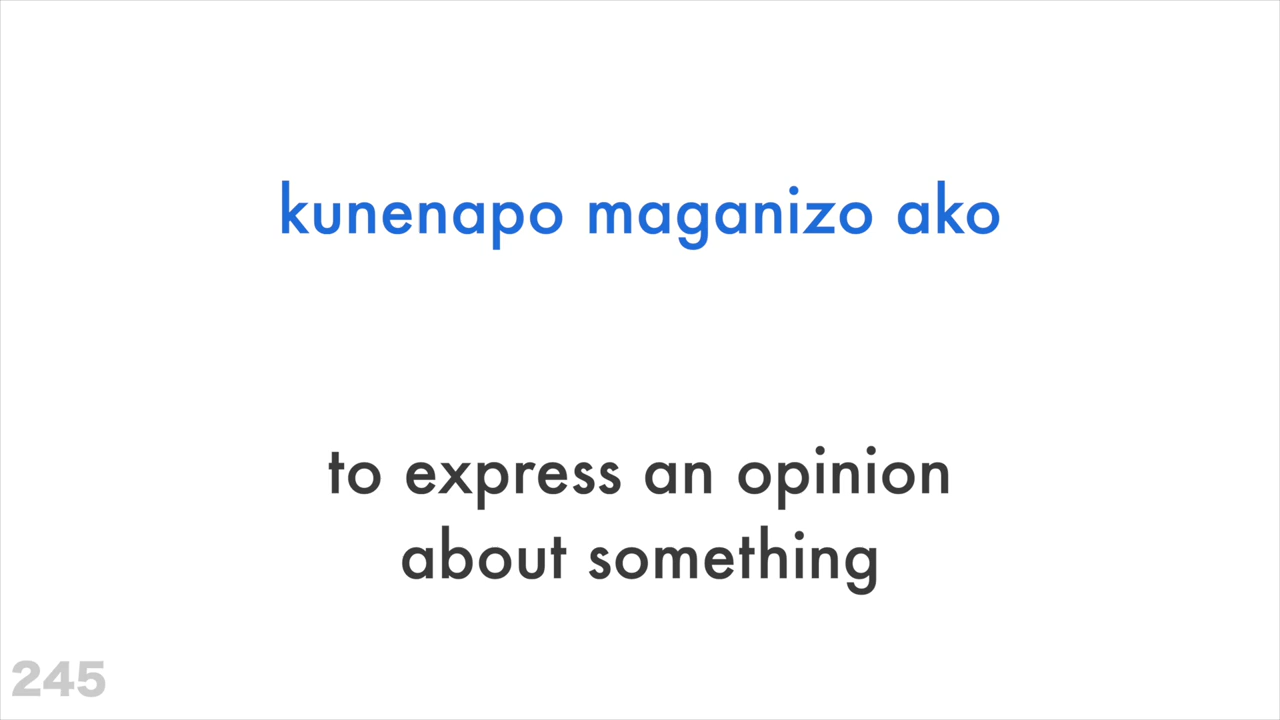 kunenapo maganizo ako
to express an opinion
about something
245